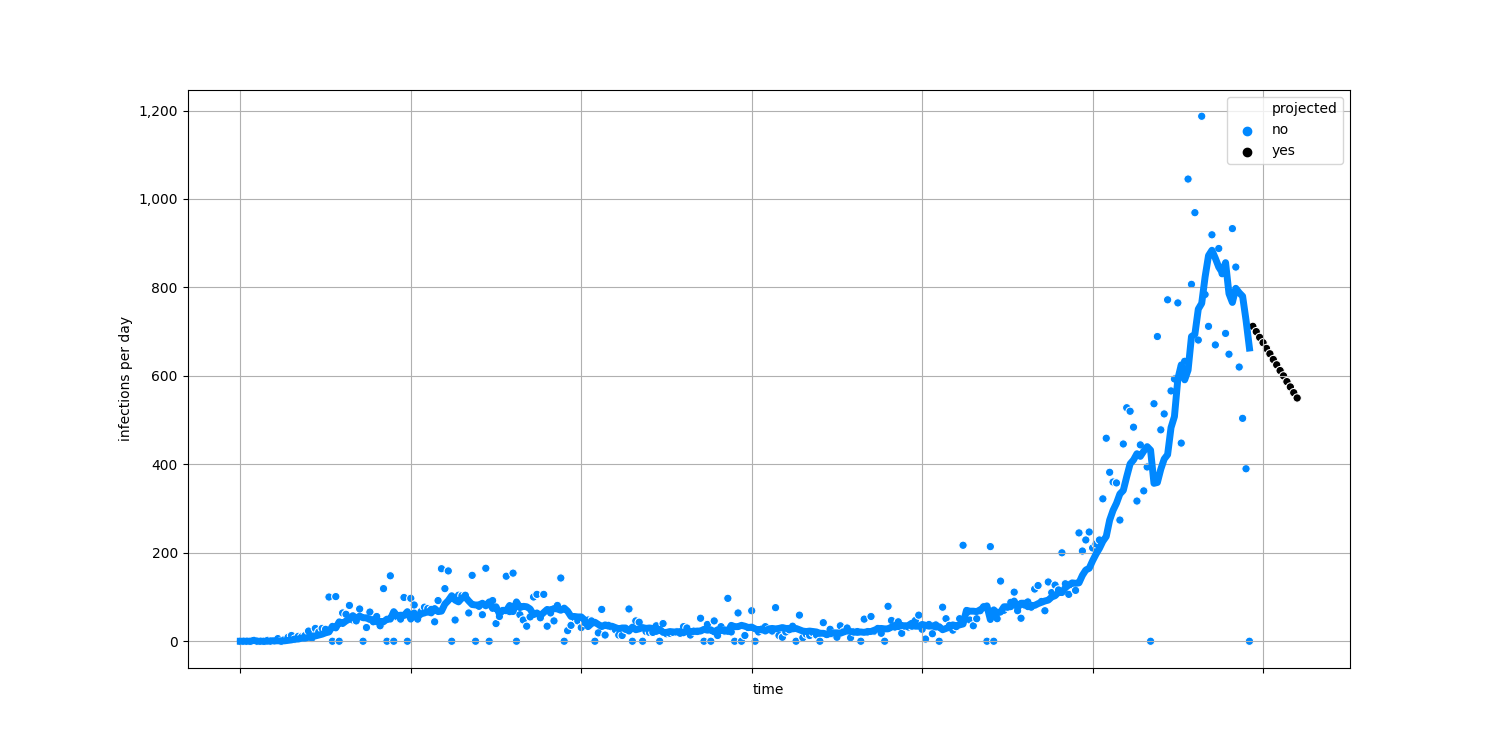 1,200
1,000
800
600
400
200
0
infections per day
time
projected
no
yes